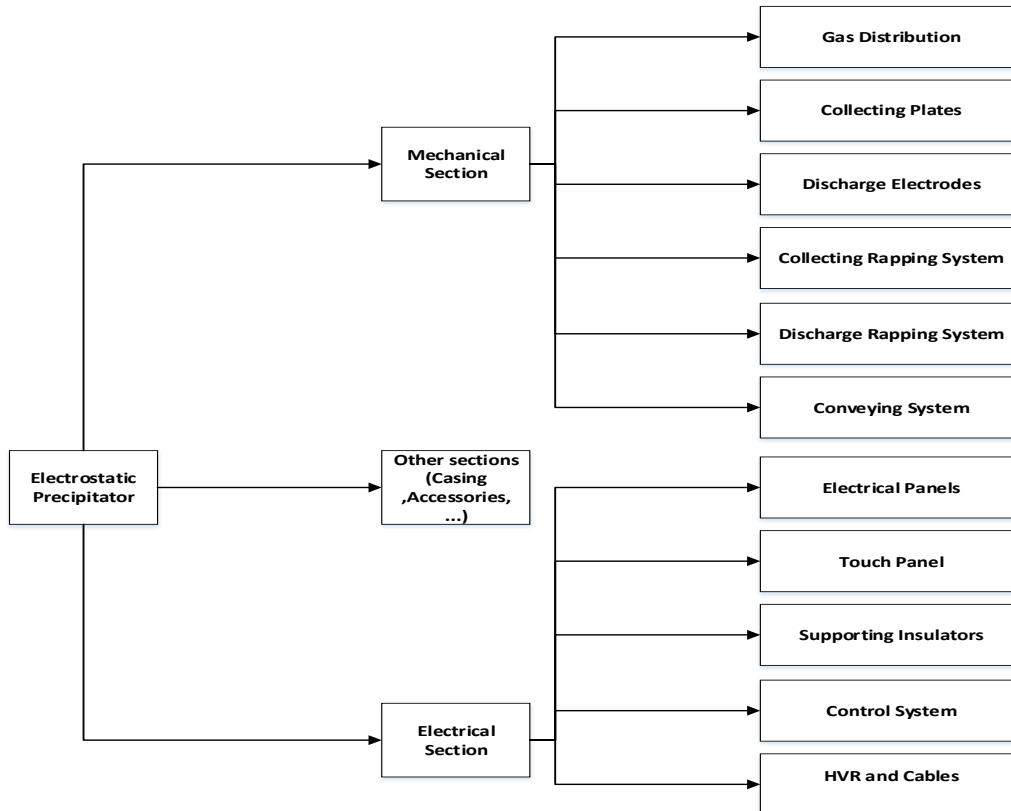 Gas Distribution
Collecting Plates
Mechanical
Section
Discharge Electrodes
Collecting Rapping System
Discharge Rapping System
Conveying System
Electrostatic
Precipitator
Other sections
(Casing
,Accessories,
...)
Electrical Panels
Touch Panel
Supporting Insulators
Control System
Electrical
Section
HVR and Cables